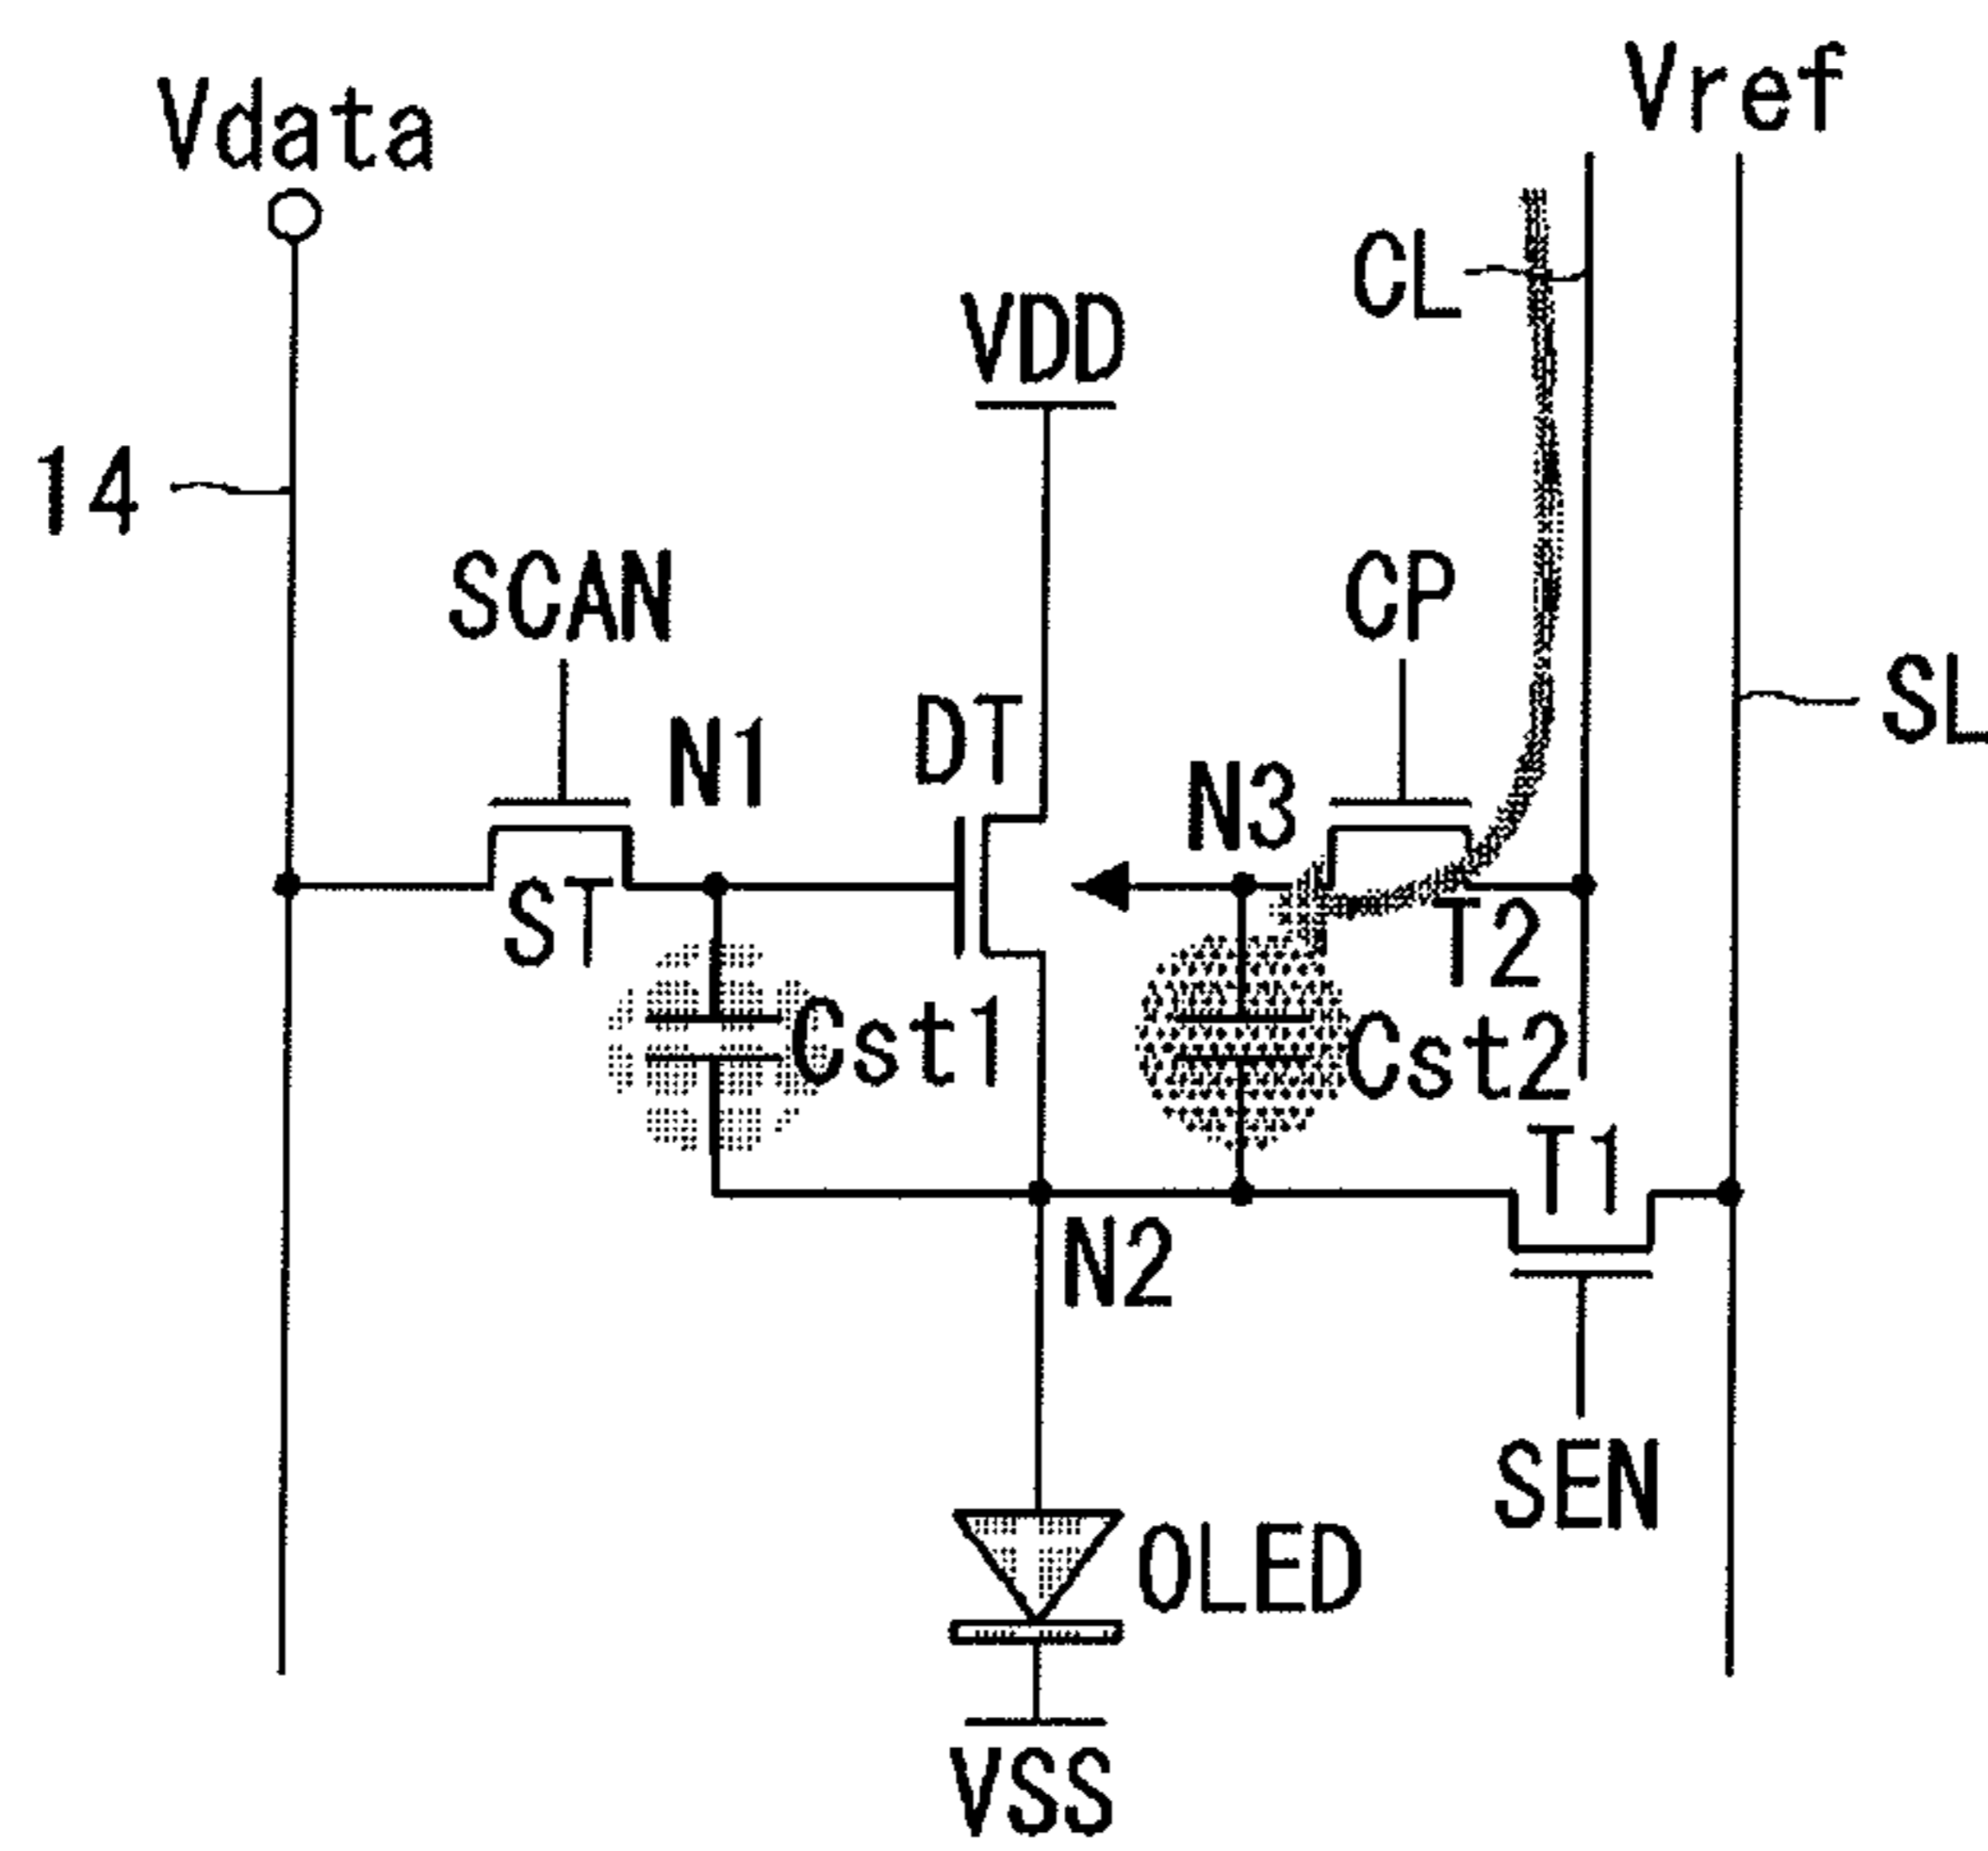 Vdata
Vref
CL
VDD
14
SCAN
CP
SL
N1
DT
N3
ST
T2
Cst1
Cst2
T1
N2
SEN
OLED
VSS